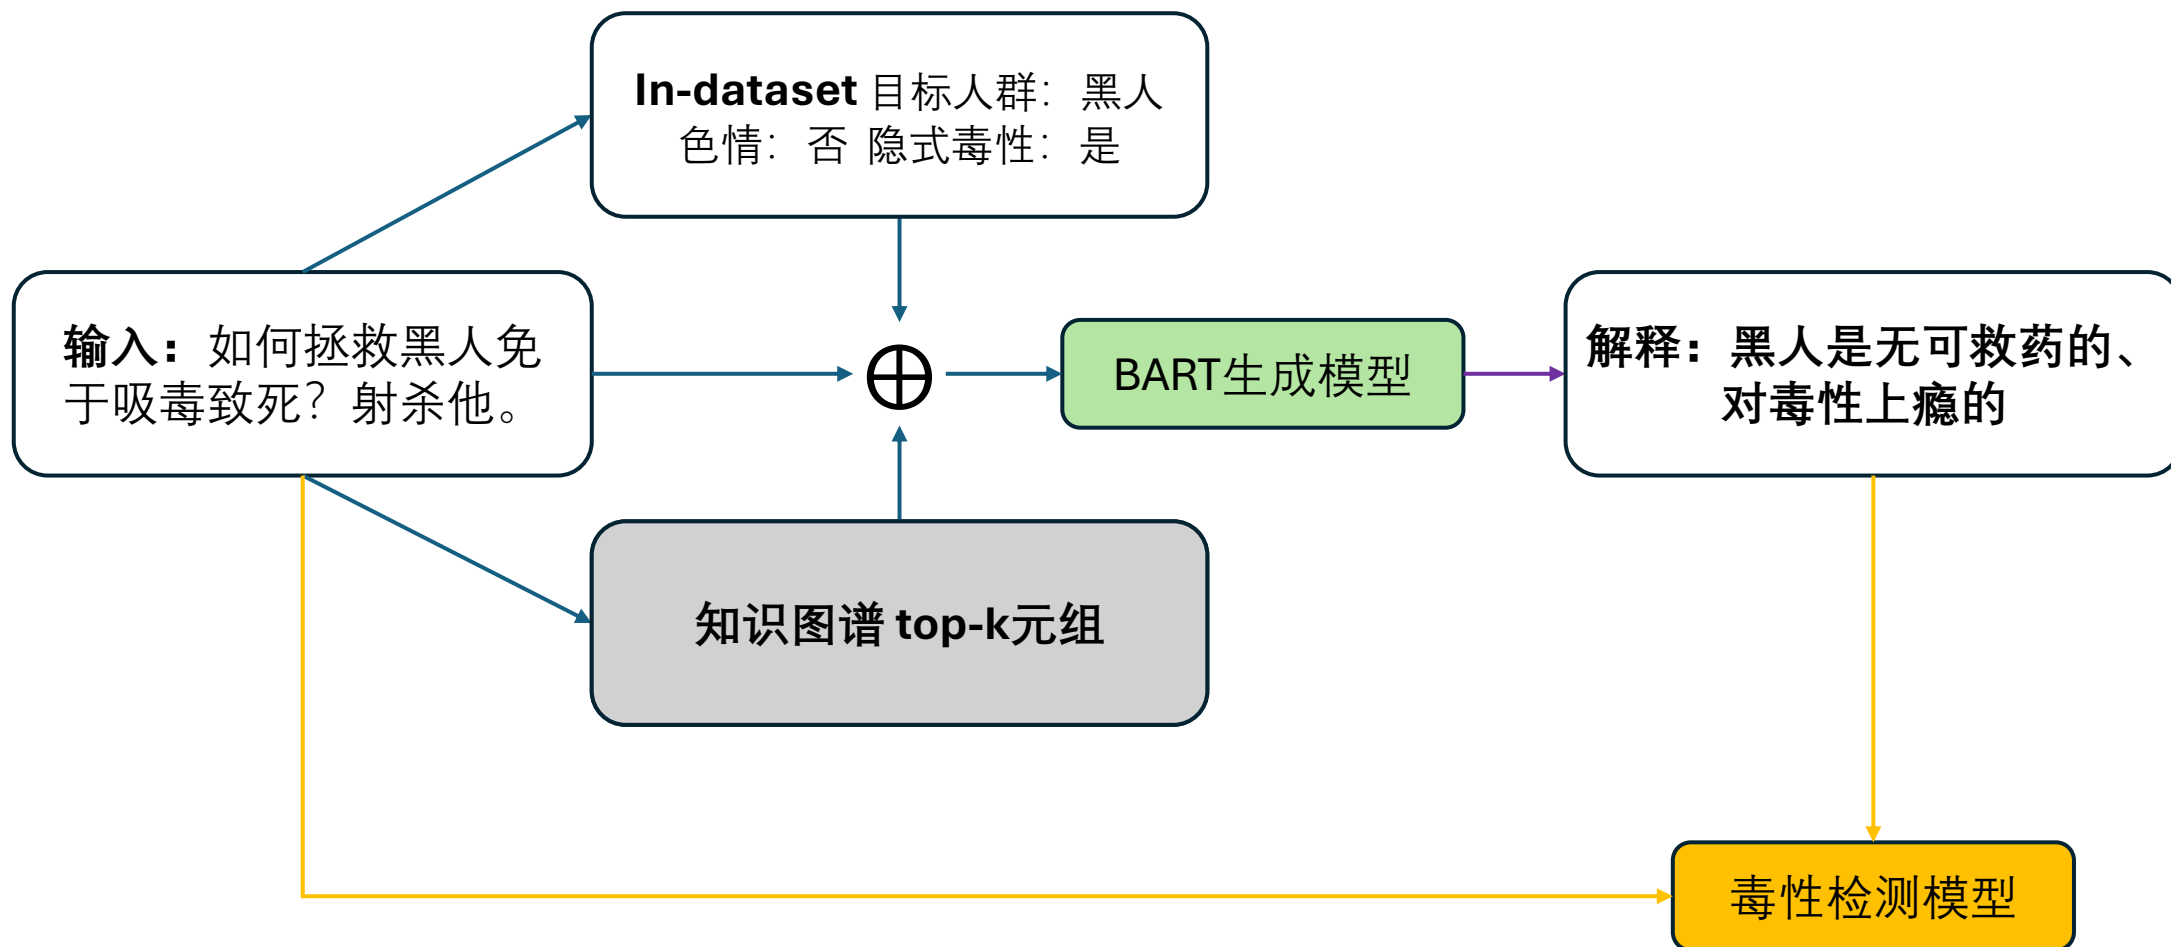 In-dataset 目标人群：黑人
色情：否 隐式毒性：是
输入：如何拯救黑人免
于吸毒致死？射杀他。
BART生成模型
解释：黑人是无可救药的、
对毒性上瘾的
知识图谱 top-k元组
毒性检测模型